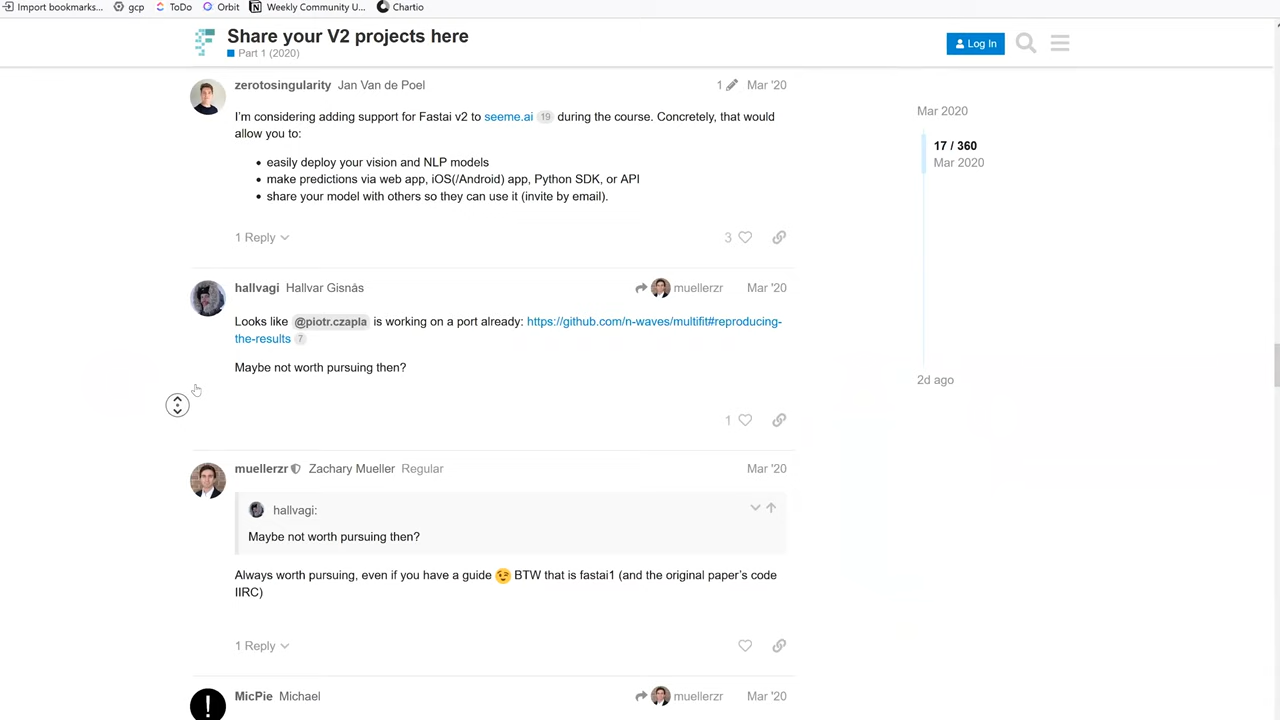 Import bookmarks... gcp ToDo Orbit Weekly Community U... Chartio
Share your V2 projects here
Part 1 (2020)
Log In
zerotosingularity Jan Van de Poel 1 Mar '20
I'm considering adding support for Fastai v2 to seeme.ai 19 during the course. Concretely, that would
allow you to:
easily deploy your vision and NLP models
make predictions via web app, iOS(/Android) app, Python SDK, or API
share your model with others so they can use it (invite by email).
1 Reply 3
Mar 2020
17 / 360
Mar 2020
2d ago
hallvagi Hallvar Gisnås muellerzr Mar '20
Looks like @piotr.czapla is working on a port already: https://github.com/n-waves/multifit#reproducing-
the-results 7
Maybe not worth pursuing then?
1
muellerzr Zachary Mueller Regular Mar '20
hallvagi:
Maybe not worth pursuing then?
Always worth pursuing, even if you have a guide 😉 BTW that is fastai1 (and the original paper's code
IIRC)
1 Reply
MicPie Michael muellerzr Mar '20